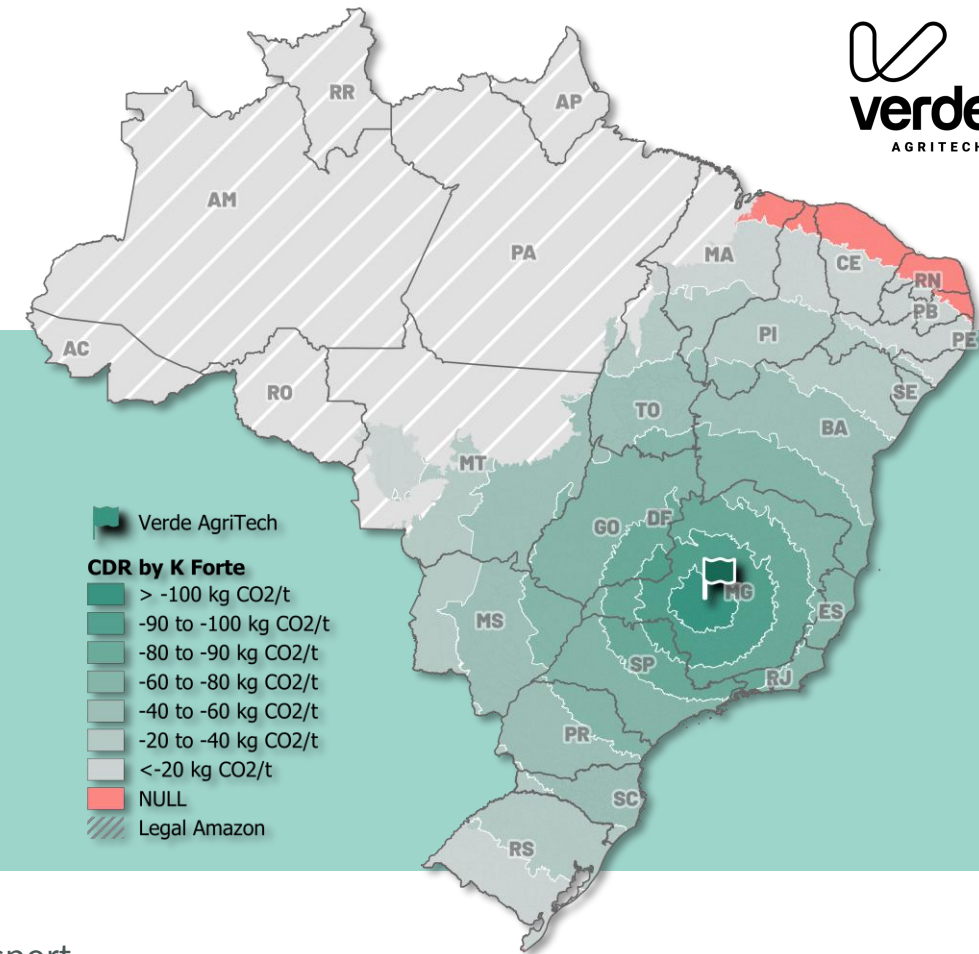 verde
AGRITECH
RR
AP
AM
PA
MA
CE
RN
PB
PE
PI
AC
RO
TO
SE
BA
MT
GO
DF
MG
ES
MS
SP
RJ
PR
SC
RS
Verde AgriTech
CDR by K Forte
> -100 kg CO2/t
-90 to -100 kg CO2/t
-80 to -90 kg CO2/t
-60 to -80 kg CO2/t
-40 to -60 kg CO2/t
-20 to -40 kg CO2/t
<-20 kg CO2/t
NULL
Legal Amazon